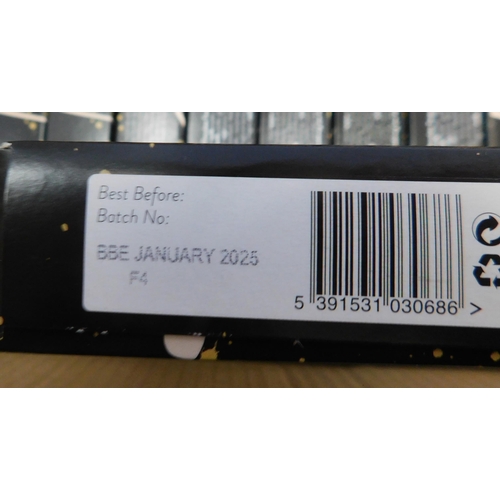 Best Before:
Batch No:
BBE JANUARY 2025
F4
5 391531 030686 >